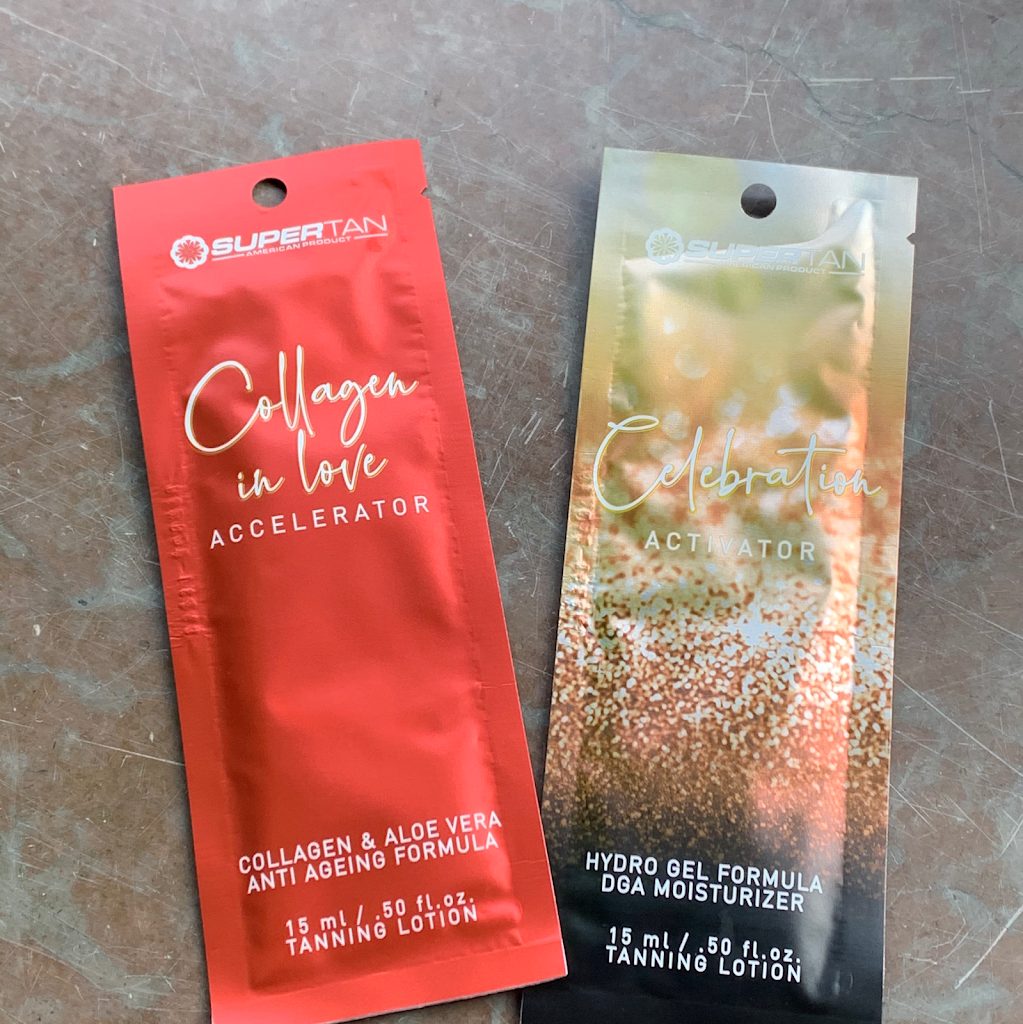 SUPERTAN
AMERICAN PRODUCT
Collagen
in love
ACCELERATOR
COLLAGEN & ALOE VERA
ANTI AGEING FORMULA
15 ml / .50 fl.oz.
TANNING LOTION
SUPERTAN
AMERICAN PRODUCT
Celebration
ACTIVATOR
HYDRO GEL FORMULA
DGA MOISTURIZER
15 ml / .50 fl.oz.
TANNING LOTION